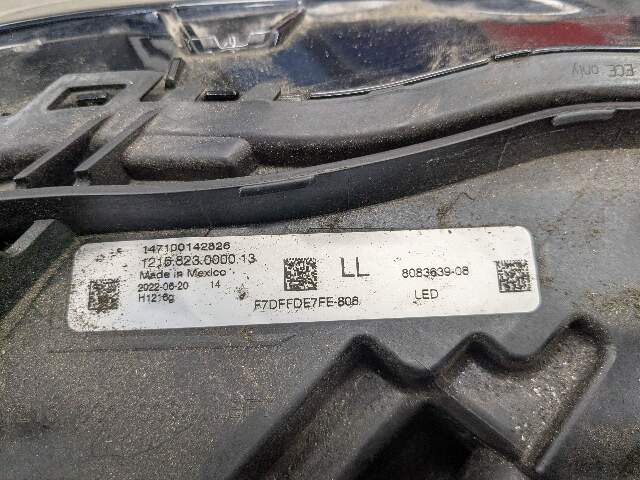 ECE only
147100142826
1216.823.0000.13
Made in Mexico
2022-06-20 14
H1216g
F7DFFDE7FE-808
LL
8083639-08
LED